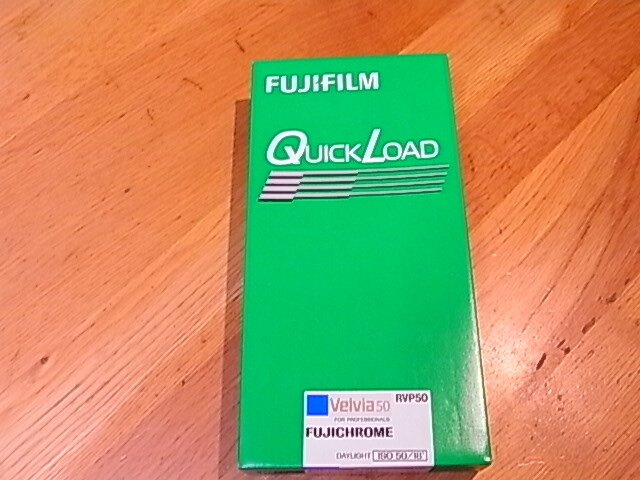 FUJIFILM
QUICKLOAD
Velvia 50 RVP50
FOR PROFESSIONALS
FUJICHROME
DAYLIGHT ISO 50/18°